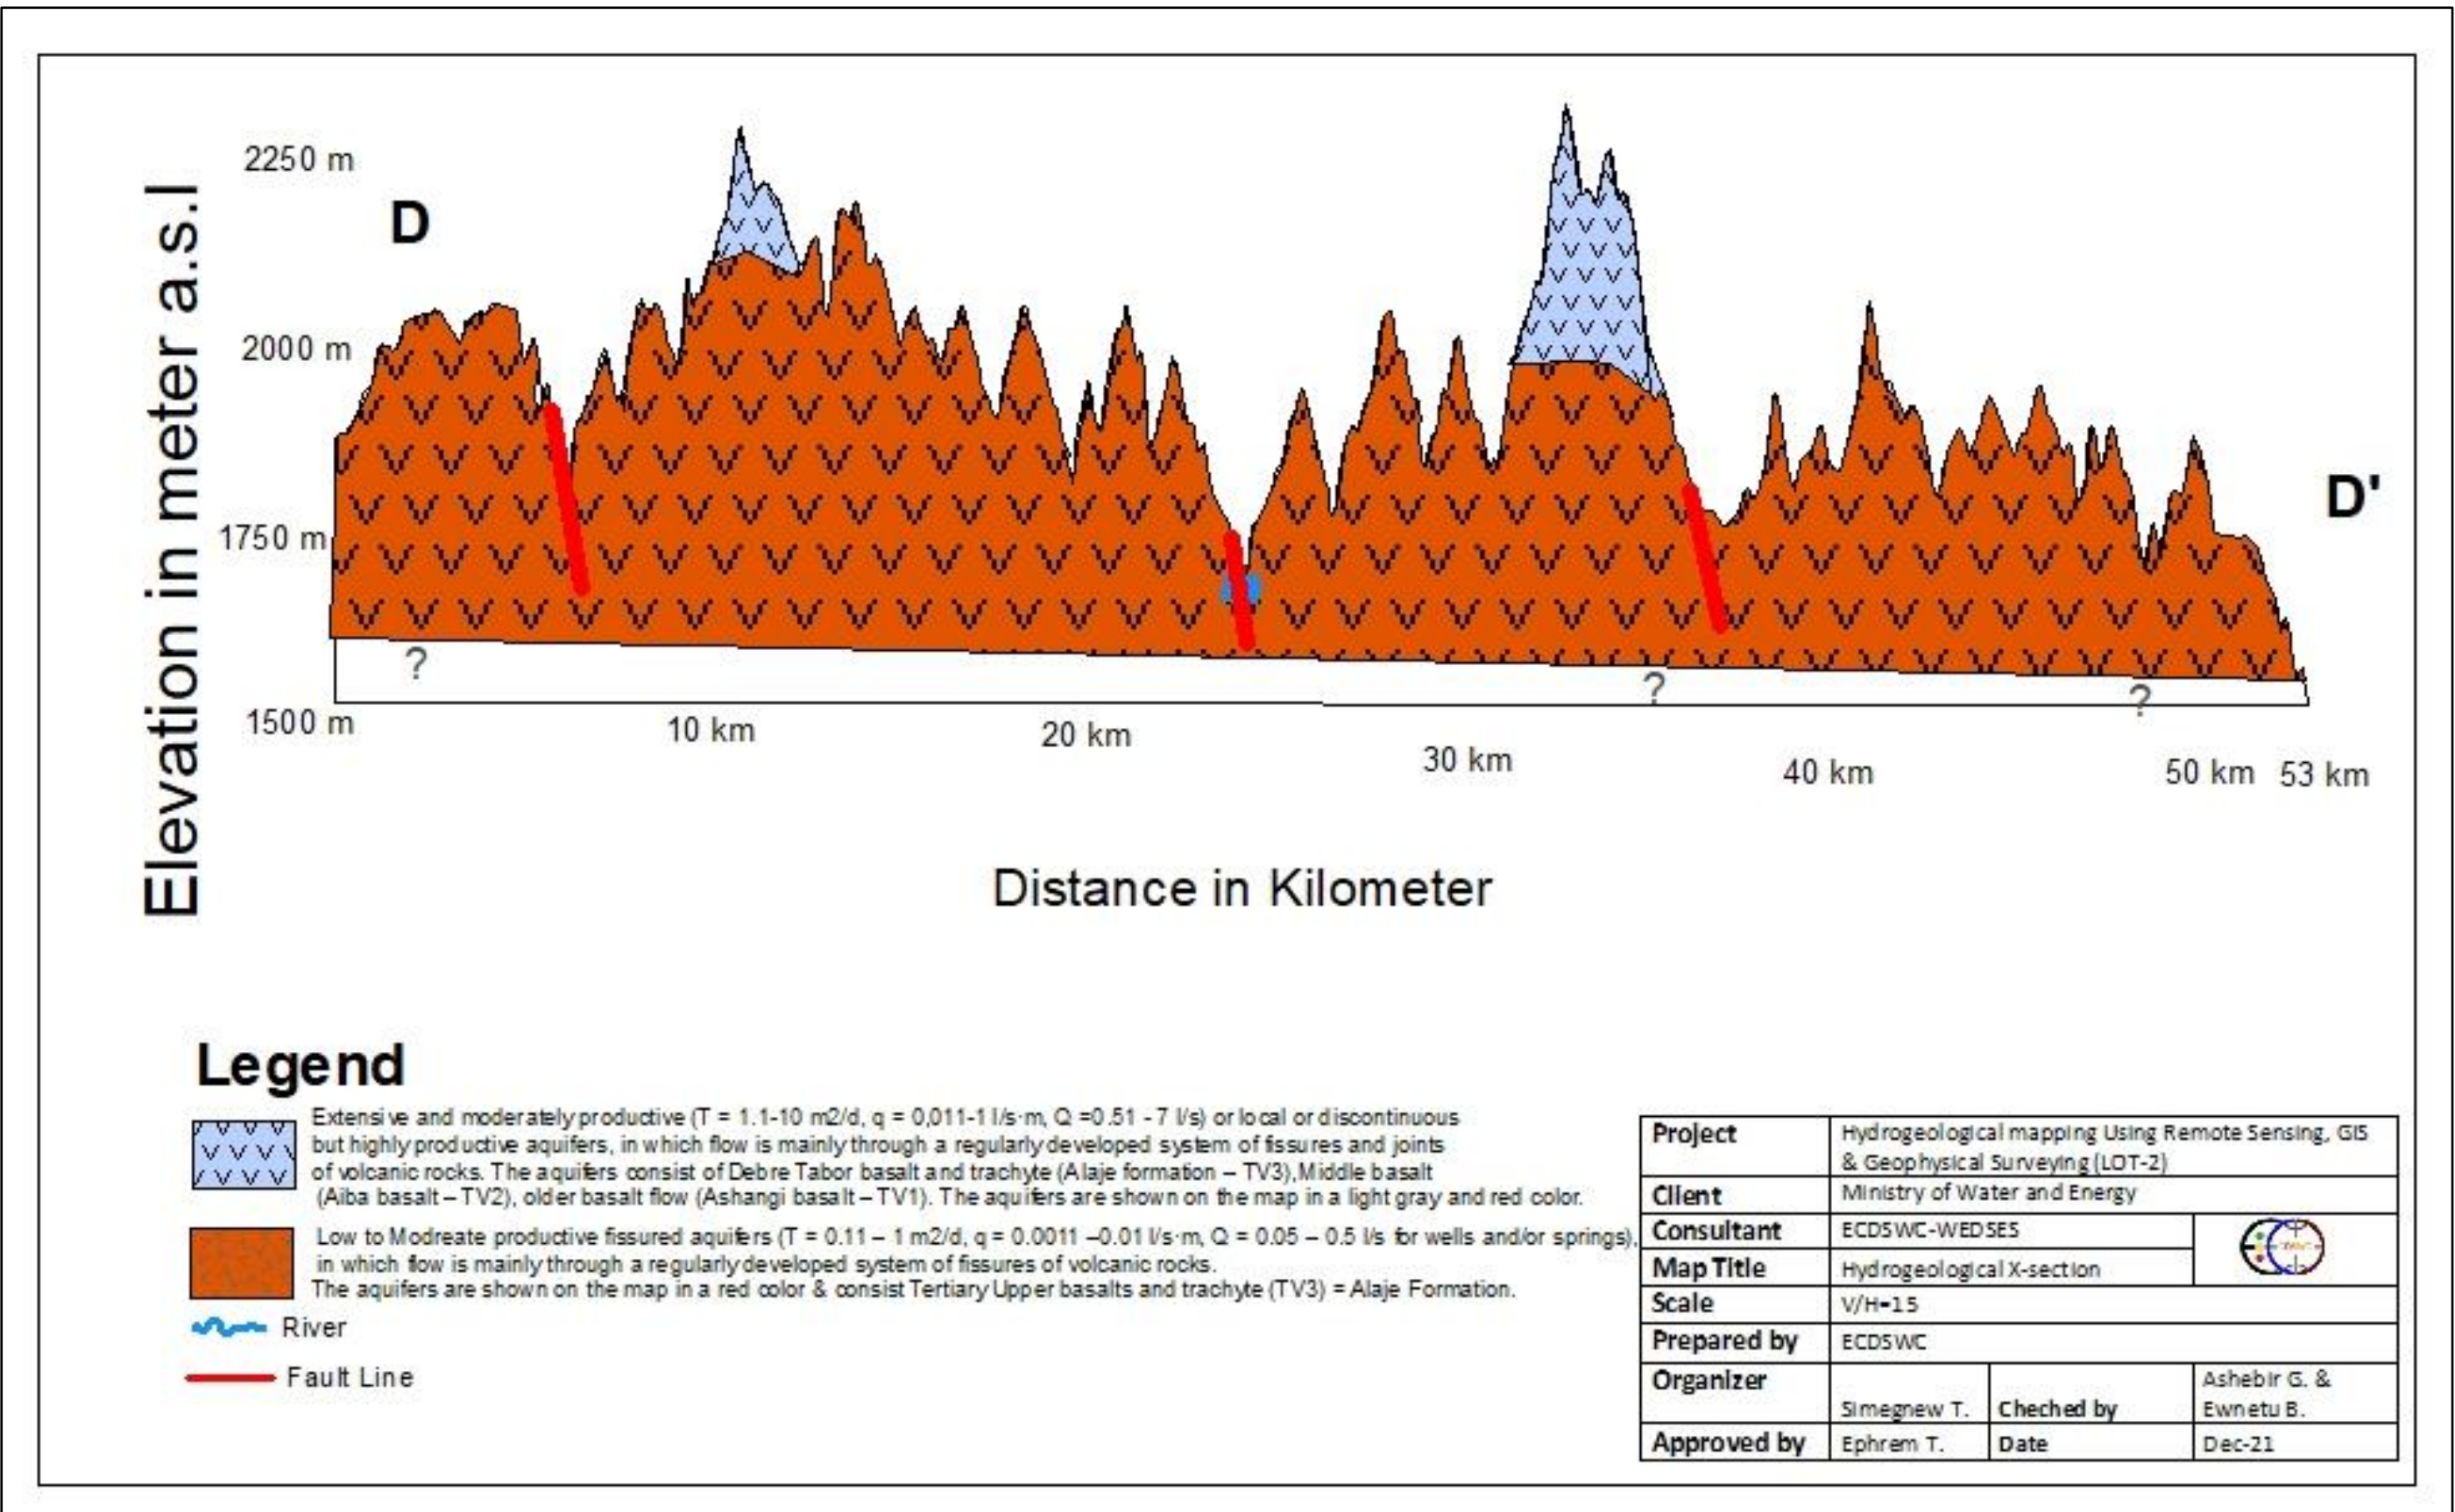 Elevation in meter a.s.l
2250 m
2000 m
1750 m
1500 m
D
D'
?
?
?
10 km
20 km
30 km
40 km
50 km
53 km
Distance in Kilometer
Legend
Extensive and moderately productive (T = 1.1-10 m2/d, q = 0,011-1 l/s·m, Q =0.51 - 7 l/s) or local or discontinuous
but highly productive aquifers, in which flow is mainly through a regularly developed system of fissures and joints
of volcanic rocks. The aquifers consist of Debre Tabor basalt and trachyte (Alaje formation – TV3),Middle basalt
(Aiba basalt – TV2), older basalt flow (Ashangi basalt – TV1). The aquifers are shown on the map in a light gray and red color.
Low to Modreate productive fissured aquifers (T = 0.11 – 1 m2/d, q = 0.0011 –0.01 l/s·m, Q = 0.05 – 0.5 l/s for wells and/or springs),
in which flow is mainly through a regularly developed system of fissures of volcanic rocks.
The aquifers are shown on the map in a red color & consist Tertiary Upper basalts and trachyte (TV3) = Alaje Formation.
River
Fault Line
Project
Hydrogeological mapping Using Remote Sensing, GIS
& Geophysical Surveying (LOT-2)
Client
Ministry of Water and Energy
Consultant
ECDSWC-WEDSES
Map Title
Hydrogeological X-section
Scale
V/H=15
Prepared by
ECDSWC
Organizer
Simegnew T.
Cheched by
Ashebir G. &
Ewnetu B.
Approved by
Ephrem T.
Date
Dec-21